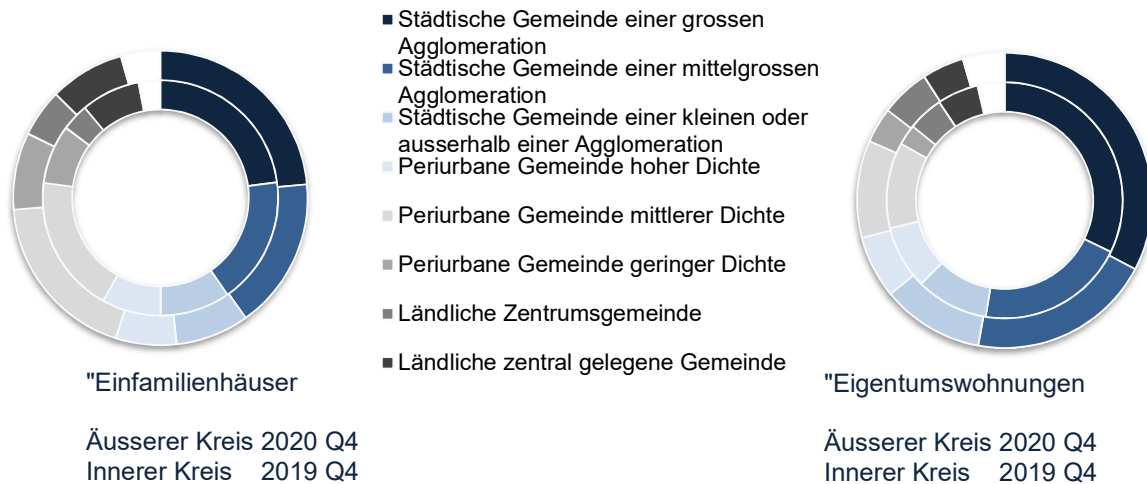 Städtische Gemeinde einer grossen
Agglomeration
Städtische Gemeinde einer mittelgrossen
Agglomeration
Städtische Gemeinde einer kleinen oder
ausserhalb einer Agglomeration
Periurbane Gemeinde hoher Dichte
Periurbane Gemeinde mittlerer Dichte
Periurbane Gemeinde geringer Dichte
Ländliche Zentrumsgemeinde
Ländliche zentral gelegene Gemeinde
"Einfamilienhäuser
Äusserer Kreis 2020 Q4
Innerer Kreis 2019 Q4
"Eigentumswohnungen
Äusserer Kreis 2020 Q4
Innerer Kreis 2019 Q4